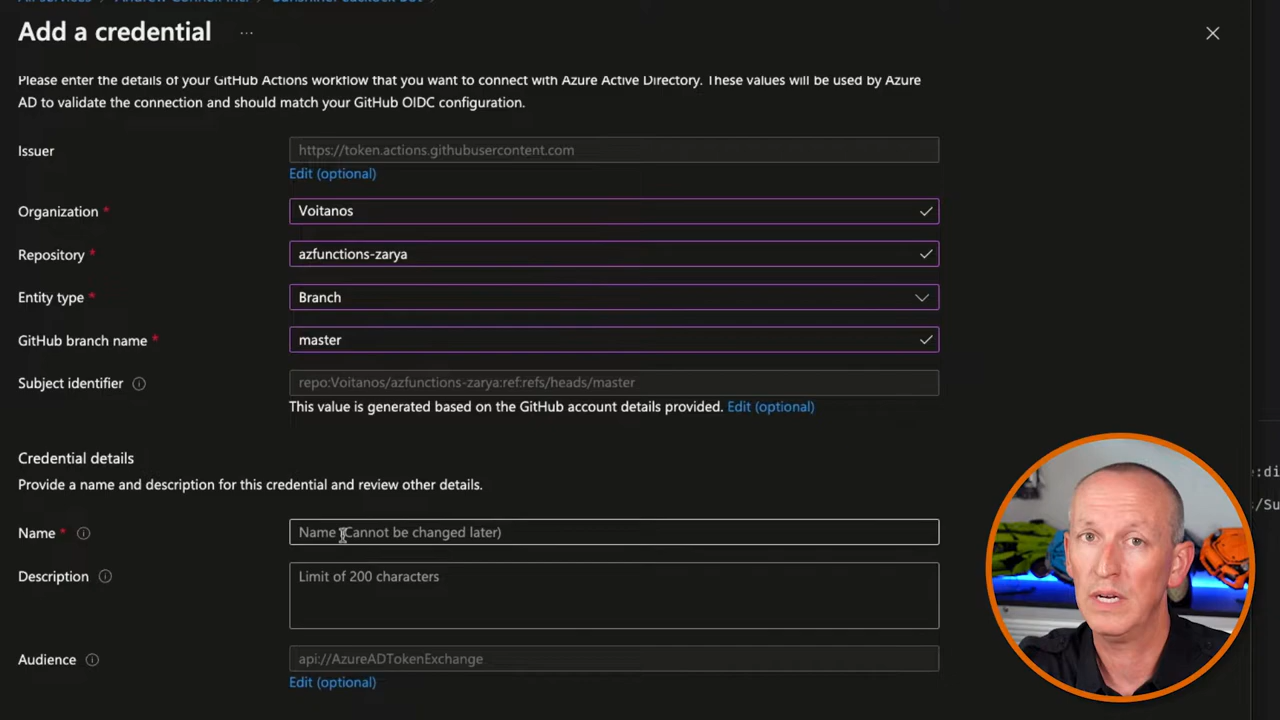 Add a credential ...
Please enter the details of your GitHub Actions workflow that you want to connect with Azure Active Directory. These values will be used by Azure
AD to validate the connection and should match your GitHub OIDC configuration.
Issuer
https://token.actions.githubusercontent.com
Edit (optional)
Organization *
Voitanos
Repository *
azfunctions-zarya
Entity type *
Branch
GitHub branch name *
master
Subject identifier
repo:Voitanos/azfunctions-zarya:ref:refs/heads/master
This value is generated based on the GitHub account details provided. Edit (optional)
Credential details
Provide a name and description for this credential and review other details.
Name *
Name (Cannot be changed later)
Description
Limit of 200 characters
Audience
api://AzureADTokenExchange
Edit (optional)
:di
/Su